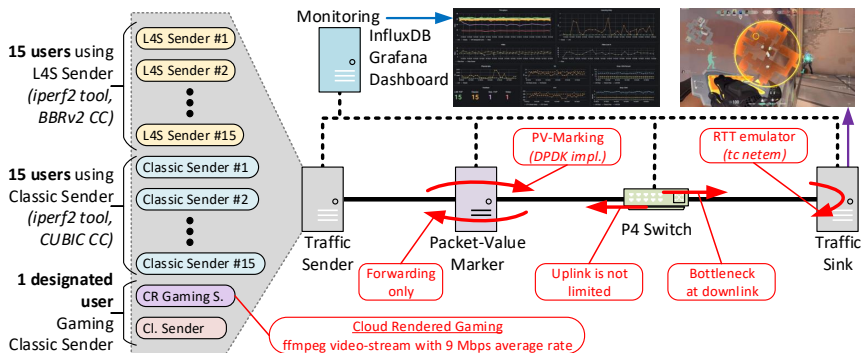 15 users using
L4S Sender
(iperf2 tool,
BBRv2 CC)
L4S Sender #1
L4S Sender #2
L4S Sender #15
15 users using
Classic Sender
(iperf2 tool,
CUBIC CC)
Classic Sender #1
Classic Sender #2
Classic Sender #15
1 designated
user
Gaming
Classic Sender
CR Gaming S.
Cl. Sender
Monitoring
InfluxDB
Grafana
Dashboard
PV-Marking
(DPDK impl.)
RTT emulator
(tc netem)
Traffic
Sender
Packet-Value
Marker
P4 Switch
Traffic
Sink
Forwarding
only
Uplink is not
limited
Bottleneck
at downlink
Cloud Rendered Gaming
ffmpeg video-stream with 9 Mbps average rate